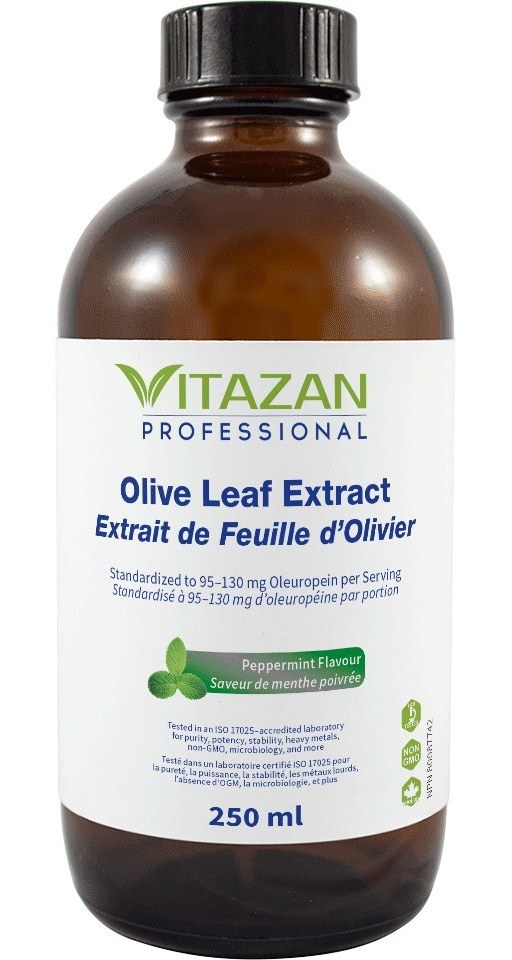 VITAZAN
PROFESSIONAL
Olive Leaf Extract
Extrait de Feuille d'Olivier
Standardized to 95–130 mg Oleuropein per Serving
Standardisé à 95–130 mg d'oleuropéine par portion
Peppermint Flavour
Saveur de menthe poivrée
Tested in an ISO 17025–accredited laboratory
for purity, potency, stability, heavy metals,
non-GMO, microbiology, and more
Testé dans un laboratoire certifié ISO 17025 pour
la pureté, la puissance, la stabilité, les métaux lourds,
l'absence d'OGM, la microbiologie, et plus
250 ml
NON
GMO
NPN 80087742